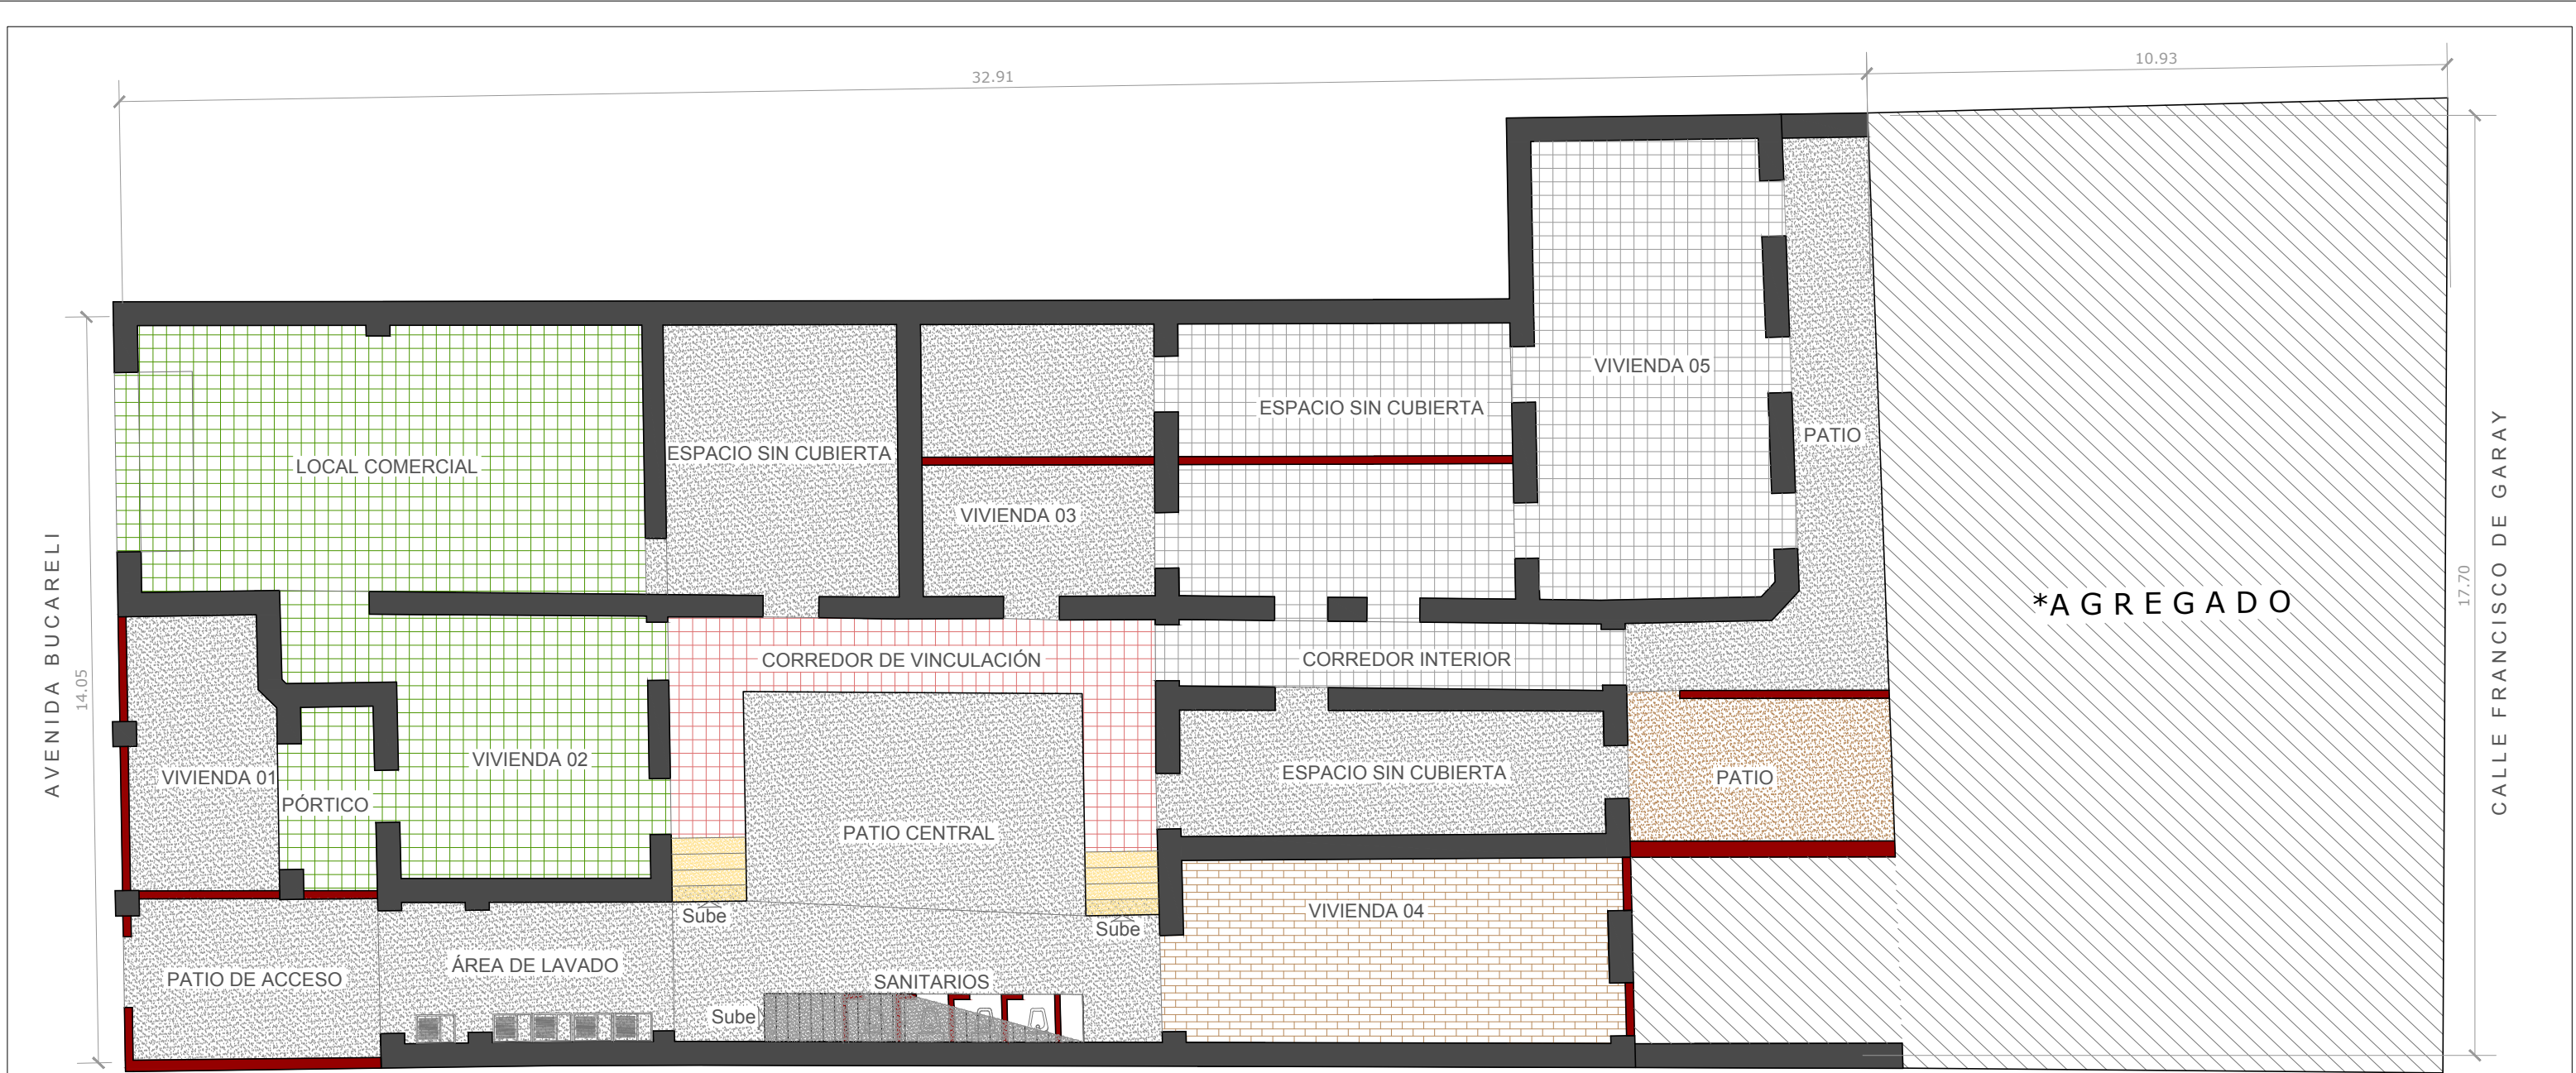 32.91
10.93
VIVIENDA 05
ESPACIO SIN CUBIERTA
PATIO
ESPACIO SIN CUBIERTA
LOCAL COMERCIAL
VIVIENDA 03
*AGREGADO
AVENIDA BUCARELI
14.05
CALLE FRANCISCO DE GARAY
17.70
CORREDOR DE VINCULACIÓN
CORREDOR INTERIOR
VIVIENDA 02
VIVIENDA 01
PÓRTICO
ESPACIO SIN CUBIERTA
PATIO
PATIO CENTRAL
Sube
Sube
VIVIENDA 04
PATIO DE ACCESO
ÁREA DE LAVADO
SANITARIOS
Sube